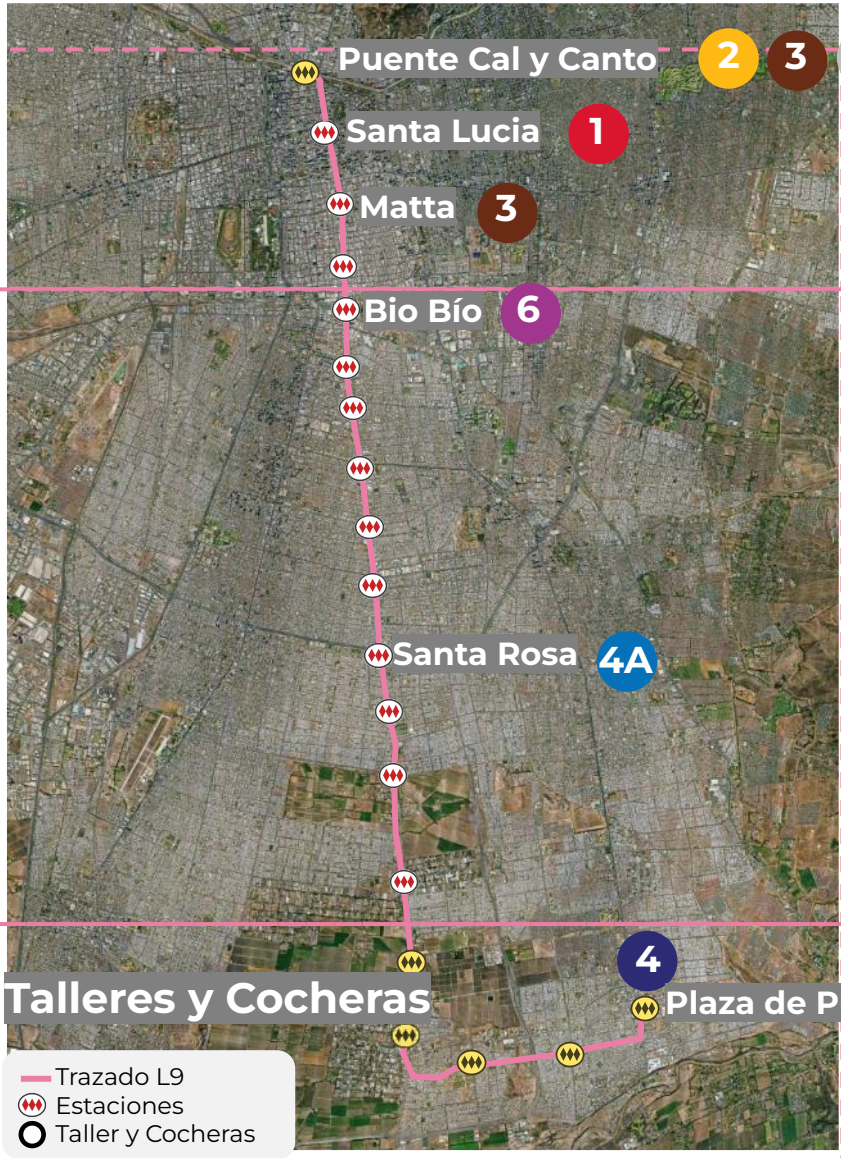 Puente Cal y Canto 2 3
Santa Lucia 1
Matta 3
Bio Bío 6
Santa Rosa 4A
4
Talleres y Cocheras
Plaza de P
Trazado L9
Estaciones
Taller y Cocheras